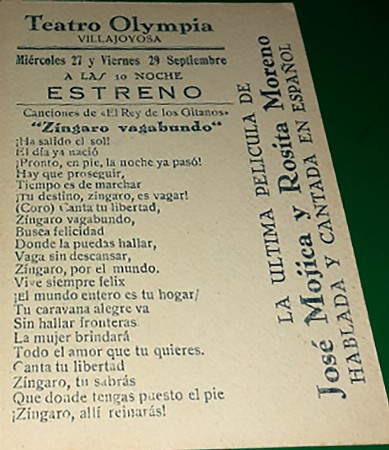 Teatro Olympia
VILLAJOYOSA
Miércoles 27 y Viernes 29 Septiembre
A LAS 10 NOCHE
ESTRENO
Canciones de «El Rey de los Gitanos»
"Zíngaro vagabundo"
¡Ha salido el sol!
El día ya nació
¡Pronto, en pie, la noche ya pasó!
Hay que proseguir,
Tiempo es de marchar
¡Tu destino, zíngaro, es vagar!
(Coro) Canta tu libertad,
Zíngaro vagabundo,
Busca felicidad
Donde la puedas hallar,
Vaga sin descansar,
Zíngaro, por el mundo.
Vive siempre felix
¡el mundo entero es tu hogar/
Tu caravana alegre va
Sin hallar fronteras
La mujer brindará
Todo el amor que tu quieres.
Canta tu libertad
Zíngaro, tu sabrás
Que donde tengas puesto el pie
¡Zíngaro, allí reinarás!
LA ULTIMA PELICULA DE
José Mojica y Rosita Moreno
HABLADA Y CANTADA EN ESPAÑOL